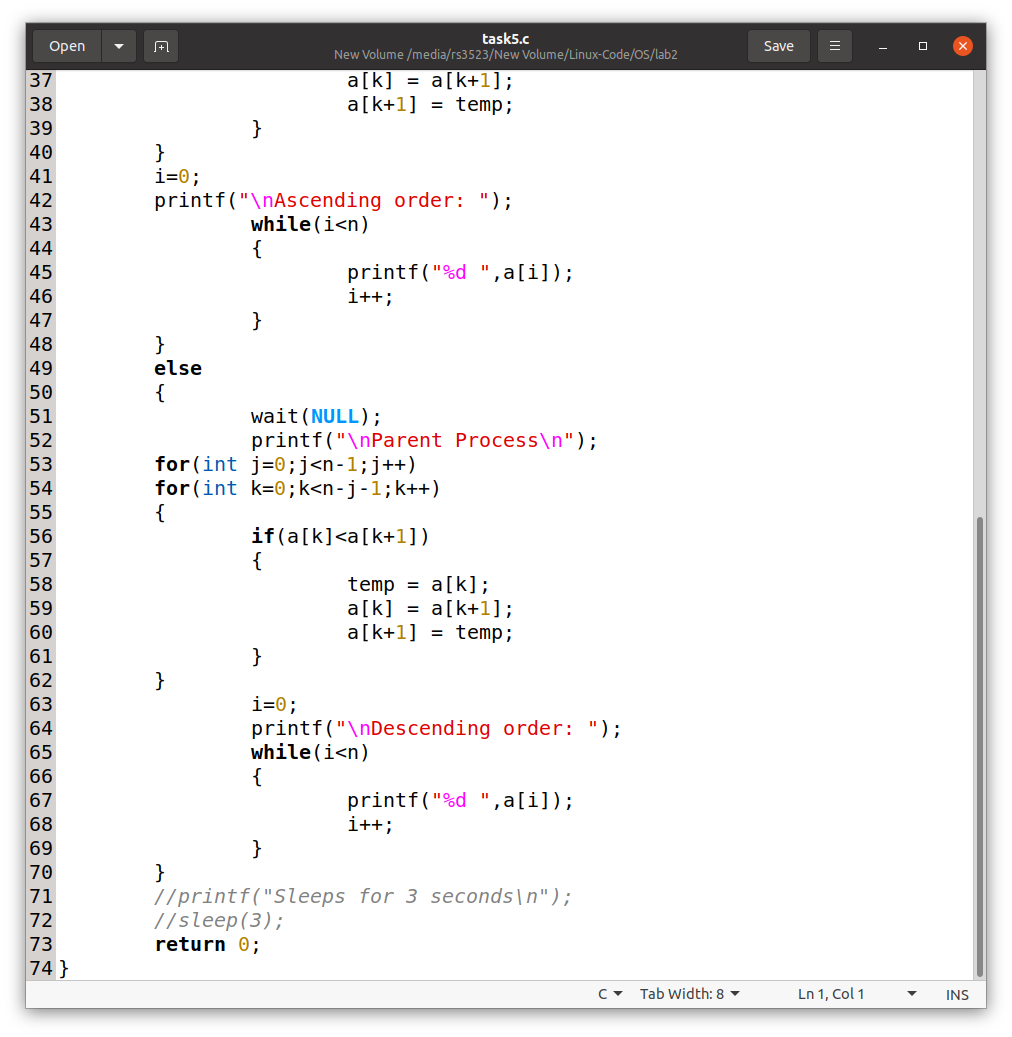 Open
task5.c
New Volume /media/rs3523/New Volume/Linux-Code/OS/lab2
Save
37 a[k] = a[k+1];
38 a[k+1] = temp;
39 }
40 }
41 i=0;
42 printf("\nAscending order: ");
43 while(i<n)
44 {
45 printf("%d ",a[i]);
46 i++;
47 }
48 }
49 else
50 {
51 wait(NULL);
52 printf("\nParent Process\n");
53 for(int j=0;j<n-1;j++)
54 for(int k=0;k<n-j-1;k++)
55 {
56 if(a[k]<a[k+1])
57 {
58 temp = a[k];
59 a[k] = a[k+1];
60 a[k+1] = temp;
61 }
62 }
63 i=0;
64 printf("\nDescending order: ");
65 while(i<n)
66 {
67 printf("%d ",a[i]);
68 i++;
69 }
70 }
71 //printf("Sleeps for 3 seconds\n");
72 //sleep(3);
73 return 0;
74 }
C Tab Width: 8 Ln 1, Col 1 INS